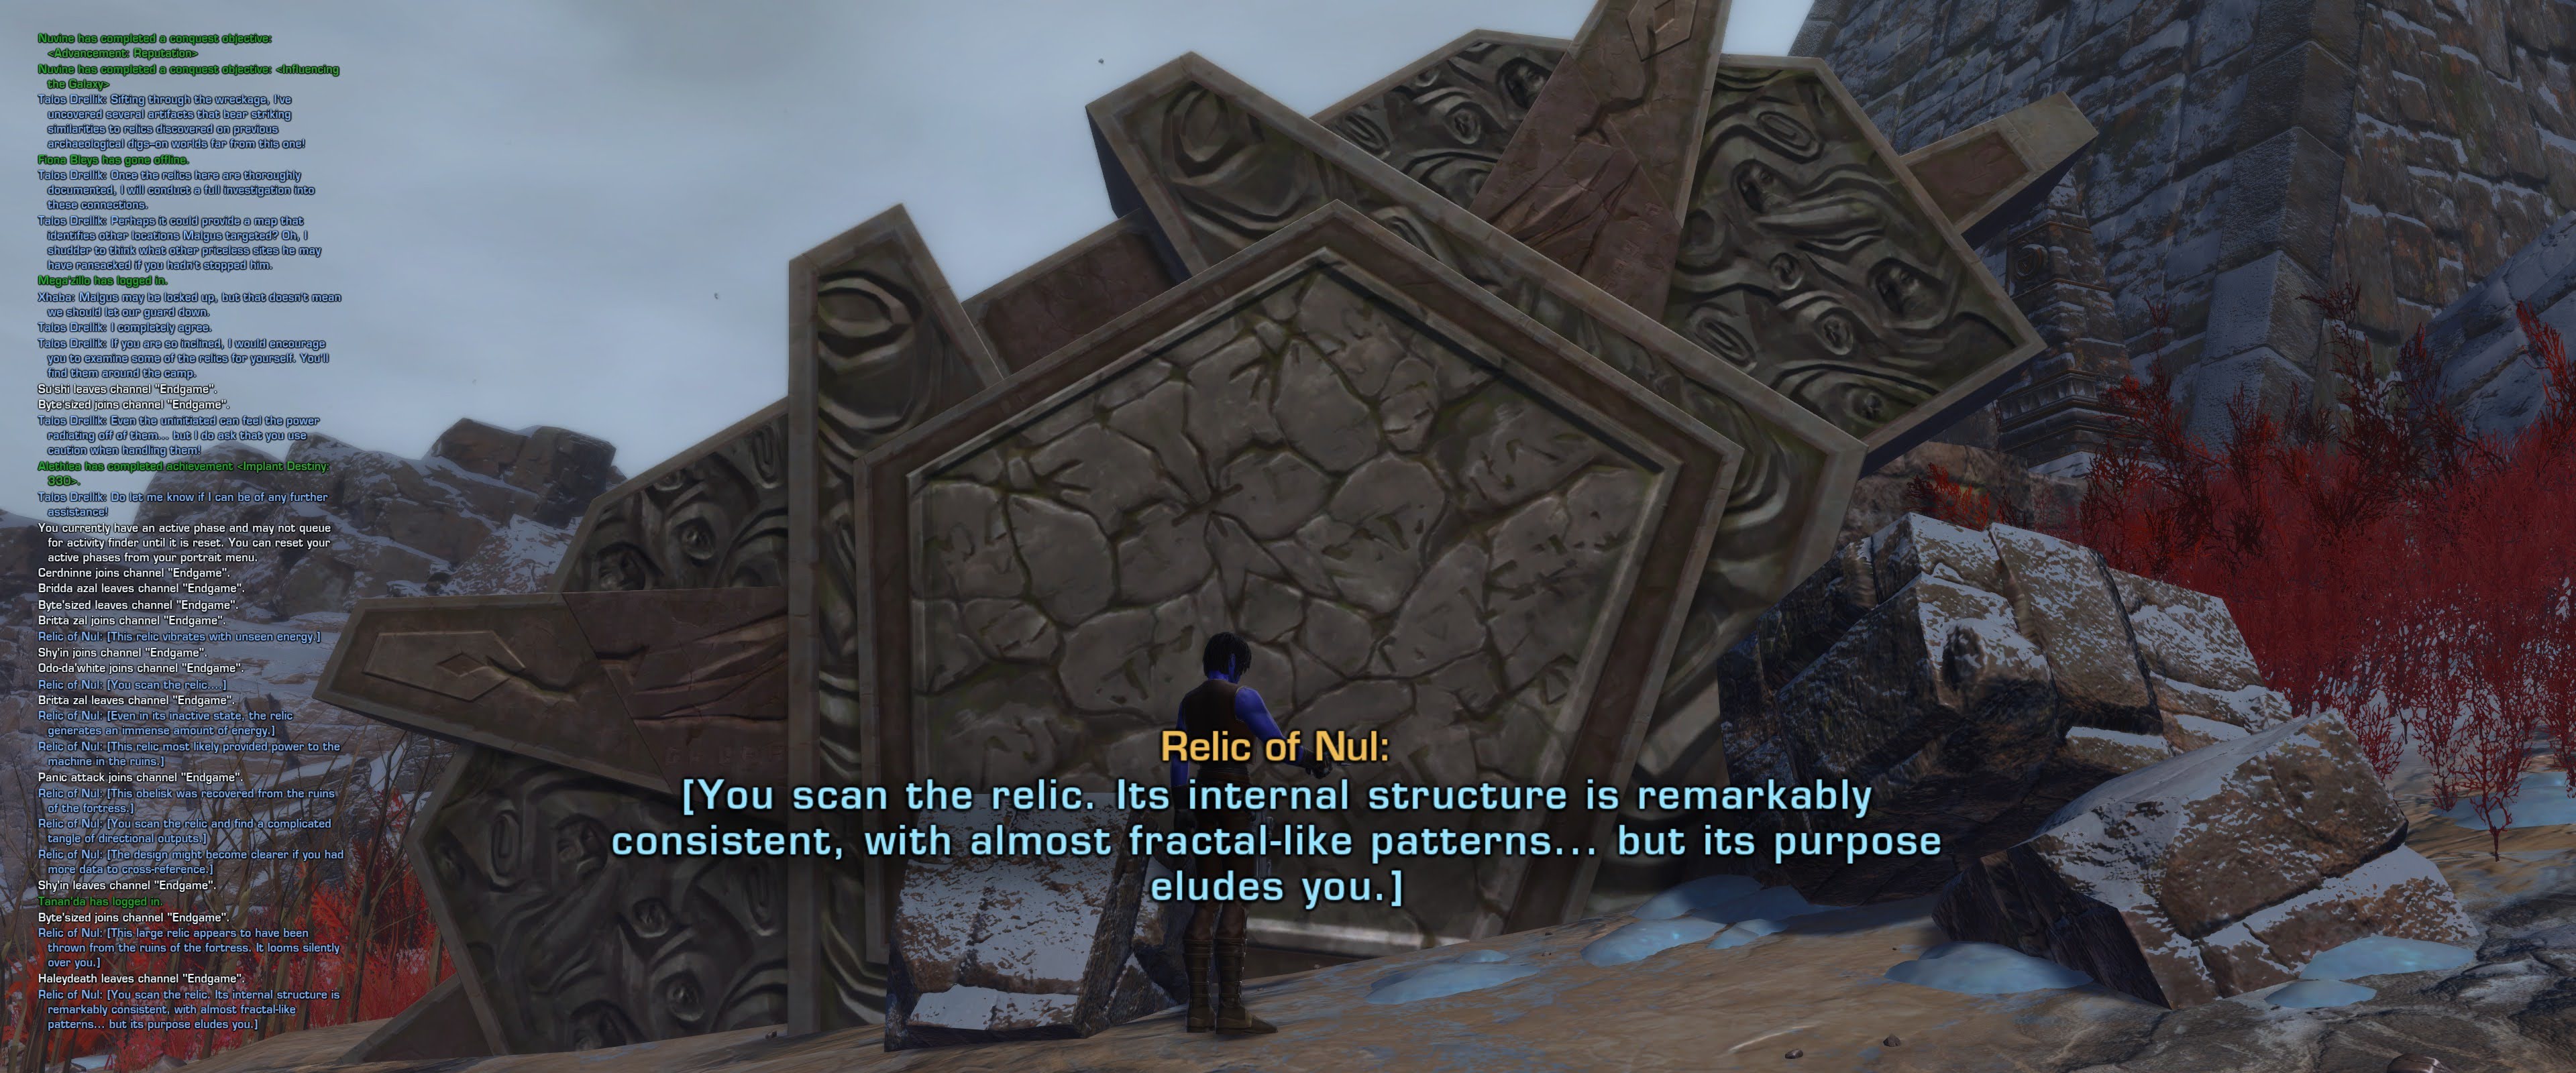 Nuvine has completed a conquest objective:
<Advancement: Reputation>
Nuvine has completed a conquest objective: <Influencing
the Galaxy>
Talos Drellik: Sifting through the wreckage, I've
uncovered several artifacts that bear striking
similarities to relics discovered on previous
archaeological digs-on worlds far from this one!
Fiona Bleys has gone offline.
Talos Drellik: Once the relics here are thoroughly
documented, I will conduct a full investigation into
these connections.
Talos Drellik: Perhaps it could provide a map that
identifies other locations Malgus targeted? Oh, I
shudder to think what other priceless sites he may
have ransacked if you hadn't stopped him.
Mega'zillo has logged in.
Xhaba: Malgus may be locked up, but that doesn't mean
we should let our guard down.
Talos Drellik: I completely agree.
Talos Drellik: If you are so inclined, I would encourage
you to examine some of the relics for yourself. You'll
find them around the camp.
Su'shi leaves channel "Endgame".
Byte'sized joins channel "Endgame".
Talos Drellik: Even the uninitiated can feel the power
radiating off of them... but I do ask that you use
caution when handling them!
Alethiea has completed achievement <Implant Destiny:
330>.
Talos Drellik: Do let me know if I can be of any further
assistance!
You currently have an active phase and may not queue
for activity finder until it is reset. You can reset your
active phases from your portrait menu.
Cerdninne joins channel "Endgame".
Bridda azal leaves channel "Endgame".
Byte'sized leaves channel "Endgame".
Britta zal joins channel "Endgame".
Relic of Nul: [This relic vibrates with unseen energy.]
Shy'in joins channel "Endgame".
Odo-da'white joins channel "Endgame".
Relic of Nul: [You scan the relic....]
Britta zal leaves channel "Endgame".
Relic of Nul: [Even in its inactive state, the relic
generates an immense amount of energy.]
Relic of Nul: [This relic most likely provided power to the
machine in the ruins.]
Panic attack joins channel "Endgame".
Relic of Nul: [This obelisk was recovered from the ruins
of the fortress.]
Relic of Nul: [You scan the relic and find a complicated
tangle of directional outputs.]
Relic of Nul: [The design might become clearer if you had
more data to cross-reference.]
Shy'in leaves channel "Endgame".
Tanan'da has logged in.
Byte'sized joins channel "Endgame".
Relic of Nul: [This large relic appears to have been
thrown from the ruins of the fortress. It looms silently
over you.]
Haleydeath leaves channel "Endgame".
Relic of Nul: [You scan the relic. Its internal structure is
remarkably consistent, with almost fractal-like
patterns... but its purpose eludes you.]
Relic of Nul:
[You scan the relic. Its internal structure is remarkably
consistent, with almost fractal-like patterns... but its purpose
eludes you.]